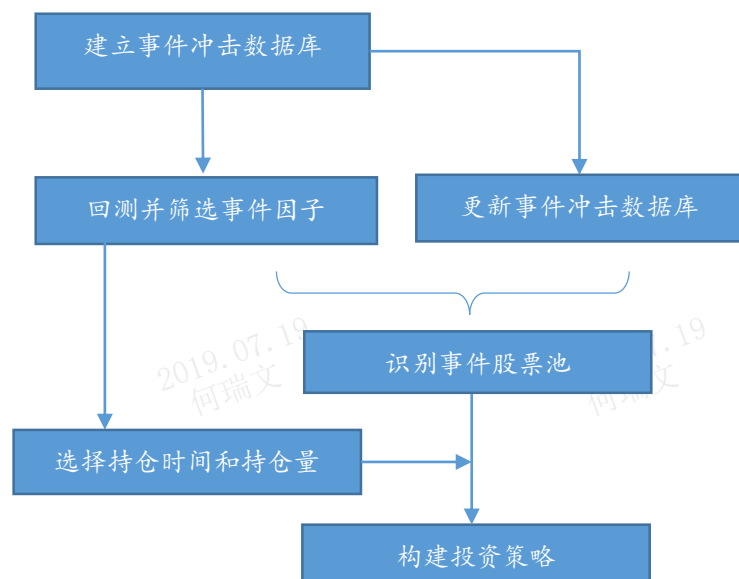 建立事件冲击数据库
回测并筛选事件因子
更新事件冲击数据库
2019.07.19
何瑞文
识别事件股票池
.19
何瑞文
选择持仓时间和持仓量
构建投资策略